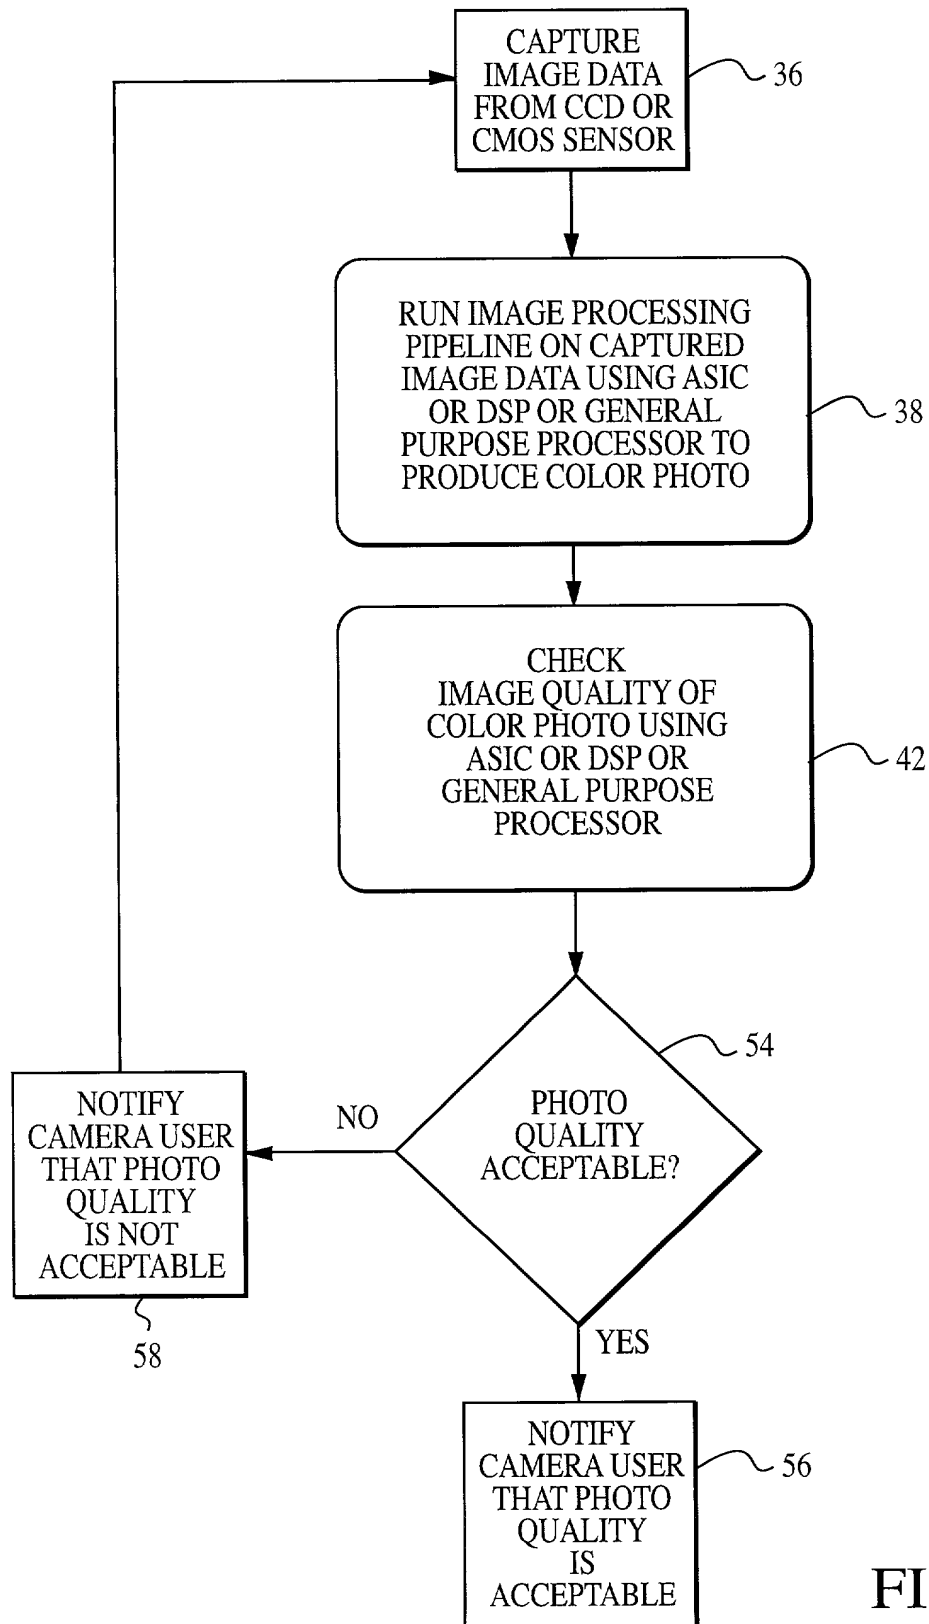 CAPTURE
IMAGE DATA
FROM CCD OR
CMOS SENSOR
36
RUN IMAGE PROCESSING
PIPELINE ON CAPTURED
IMAGE DATA USING ASIC
OR DSP OR GENERAL
PURPOSE PROCESSOR TO
PRODUCE COLOR PHOTO
38
CHECK
IMAGE QUALITY OF
COLOR PHOTO USING
ASIC OR DSP OR
GENERAL PURPOSE
PROCESSOR
42
54
PHOTO
QUALITY
ACCEPTABLE?
NO
NOTIFY
CAMERA USER
THAT PHOTO
QUALITY
IS NOT
ACCEPTABLE
58
YES
NOTIFY
CAMERA USER
THAT PHOTO
QUALITY
IS
ACCEPTABLE
56
FI